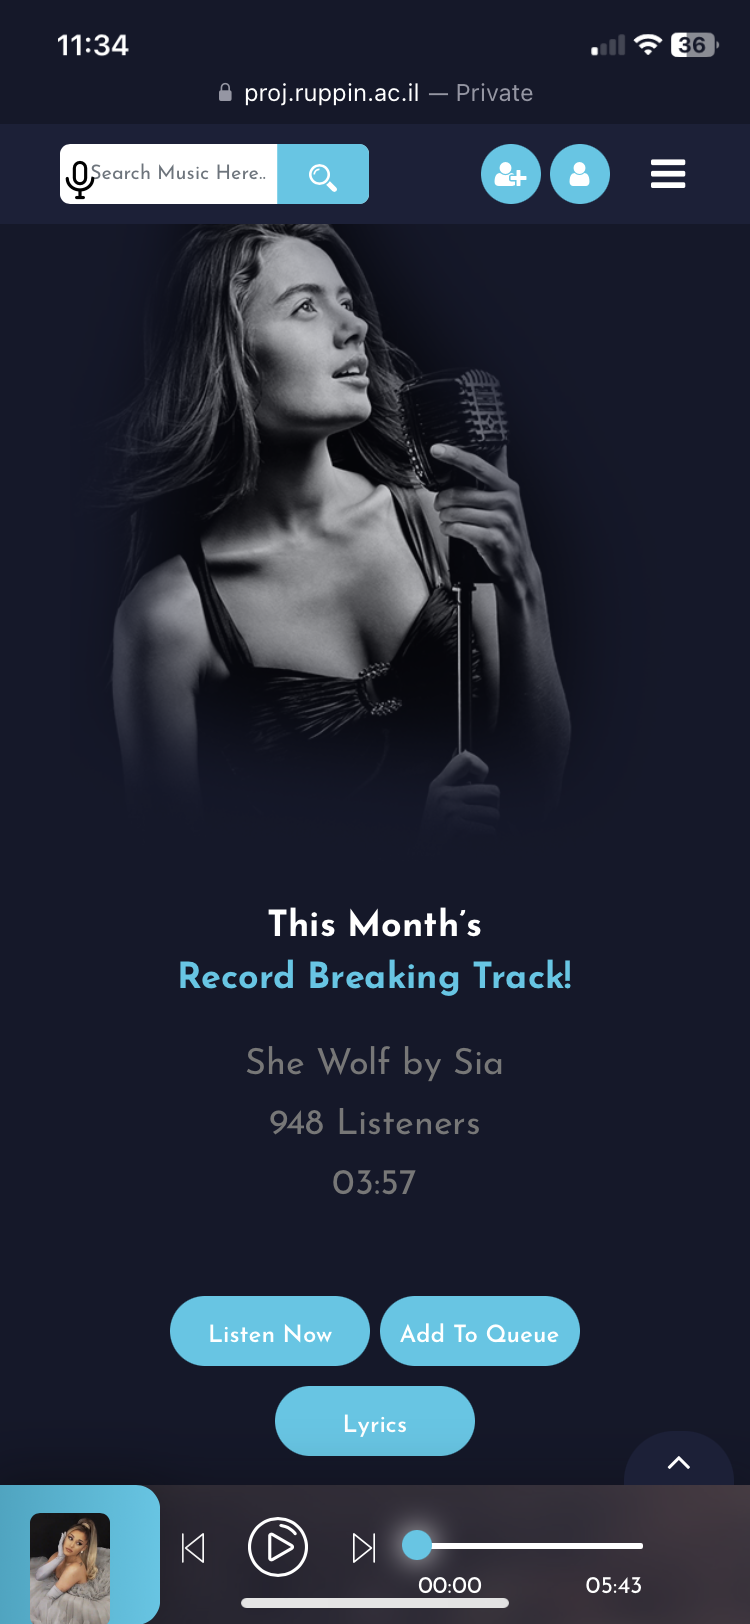 11:34
36
proj.ruppin.ac.il — Private
Search Music Here..
This Month's
Record Breaking Track!
She Wolf by Sia
948 Listeners
03:57
Listen Now
Add To Queue
Lyrics
00:00
05:43